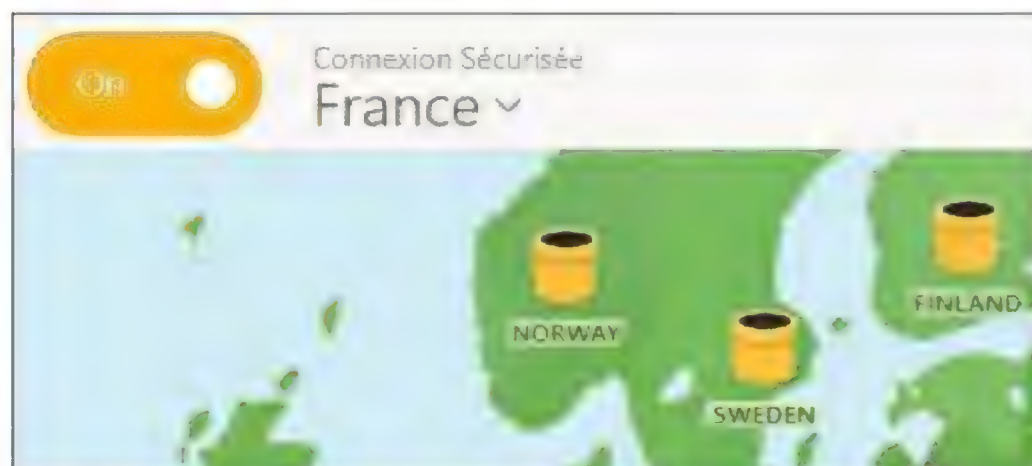 On
Connexion Sécurisée
France
NORWAY
FINLAND
SWEDEN